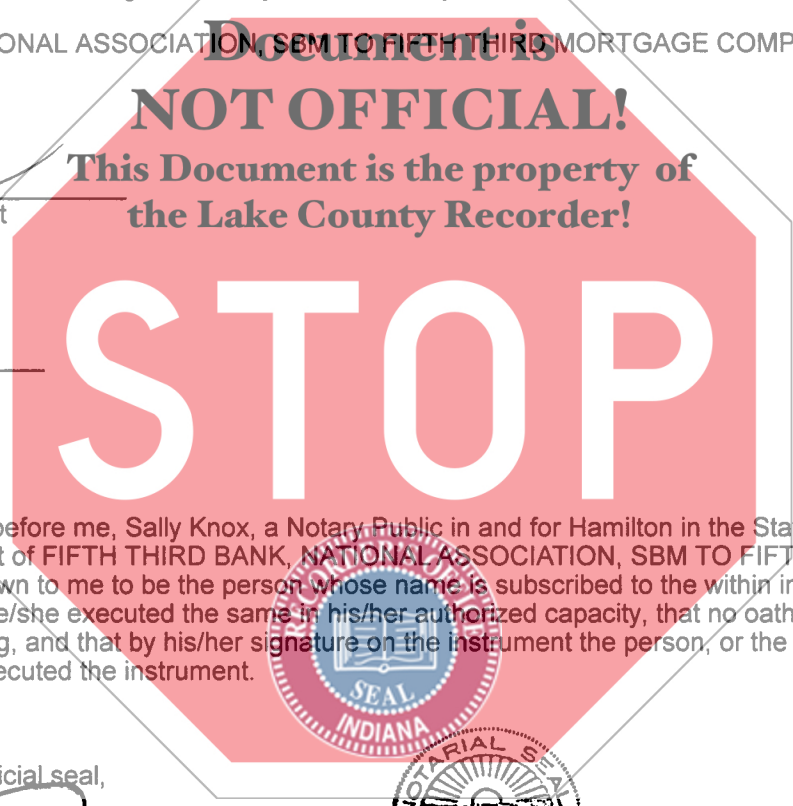 ONAL ASSOCIATION, SBM TO FIFTH THIRD MORTGAGE COMP
Document is
NOT OFFICIAL!
This Document is the property of
the Lake County Recorder!
t
STOP
before me, Sally Knox, a Notary Public in and for Hamilton in the Sta
t of FIFTH THIRD BANK, NATIONAL ASSOCIATION, SBM TO FIFT
wn to me to be the person whose name is subscribed to the within in
e/she executed the same in his/her authorized capacity, that no oath
g, and that by his/her signature on the instrument the person, or the
ecuted the instrument.
RECORDER'S OFFICE
SEAL
INDIANA
OTARIAL SEAL
icial seal,